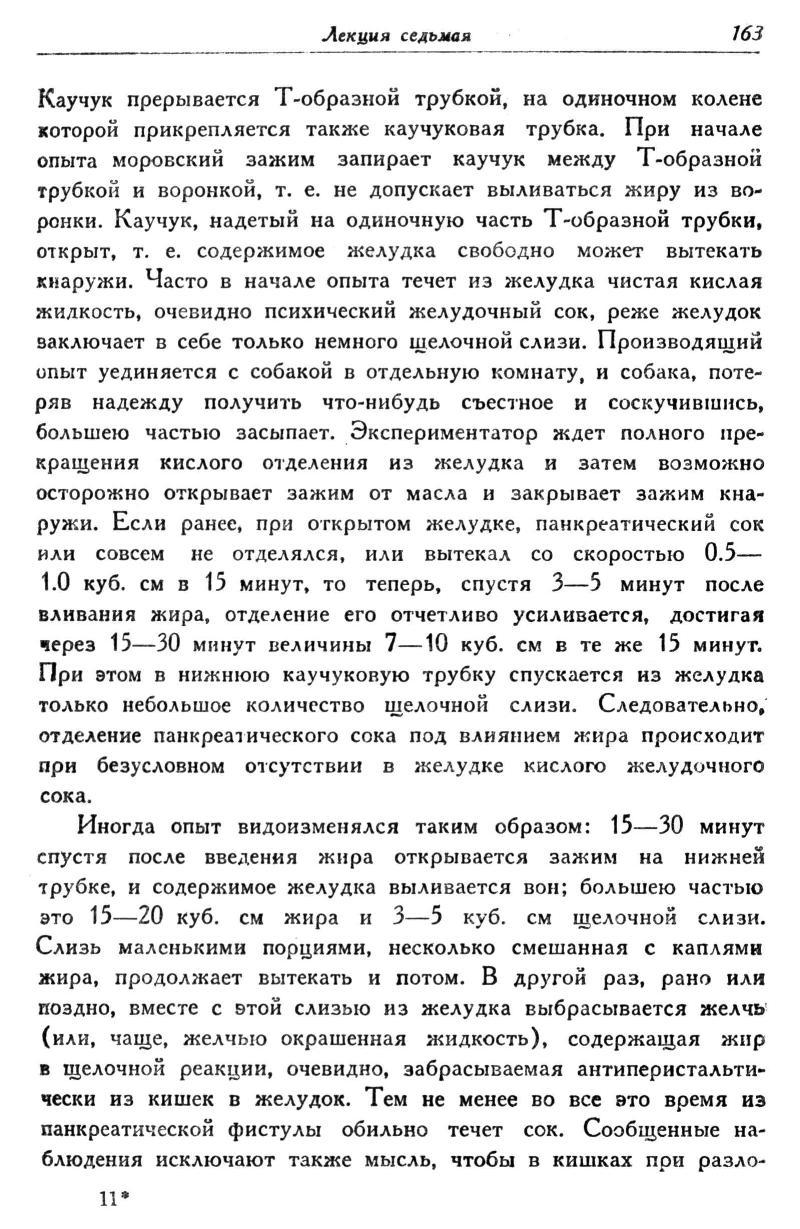 Лекция седьмая 163
Каучук прерывается Т-образной трубкой, на одиночном колене
которой прикрепляется также каучуковая трубка. При начале
опыта моровский зажим запирает каучук между Т-образной
трубкой и воронкой, т. е. не допускает выливаться жиру из во-
ронки. Каучук, надетый на одиночную часть Т-образной трубки,
открыт, т. е. содержимое желудка свободно может вытекать
кнаружи. Часто в начале опыта течет из желудка чистая кислая
жидкость, очевидно психический желудочный сок, реже желудок
заключает в себе только немного щелочной слизи. Производящий
опыт уединяется с собакой в отдельную комнату, и собака, поте-
ряв надежду получить что-нибудь съестное и соскучившись,
большею частью засыпает. Экспериментатор ждет полного пре-
кращения кислого отделения из желудка и затем возможно
осторожно открывает зажим от масла и закрывает зажим кна-
ружи. Если ранее, при открытом желудке, панкреатический сок
или совсем не отделялся, или вытекал со скоростью 0.5—
1.0 куб. см в 15 минут, то теперь, спустя 3—5 минут после
вливания жира, отделение его отчетливо усиливается, достигая
через 15—30 минут величины 7—10 куб. см в те же 15 минут.
При этом в нижнюю каучуковую трубку спускается из желудка
только небольшое количество щелочной слизи. Следовательно,
отделение панкреатического сока под влиянием жира происходит
при безусловном отсутствии в желудке кислого желудочного
сока.
Иногда опыт видоизменялся таким образом: 15—30 минут
спустя после введения жира открывается зажим на нижней
трубке, и содержимое желудка выливается вон; большею частью
это 15—20 куб. см жира и 3—5 куб. см щелочной слизи.
Слизь маленькими порциями, несколько смешанная с каплями
жира, продолжает вытекать и потом. В другой раз, рано или
поздно, вместе с этой слизью из желудка выбрасывается желчь
(или, чаще, желчью окрашенная жидкость), содержащая жир
в щелочной реакции, очевидно, забрасываемая антиперистальти-
чески из кишек в желудок. Тем не менее во все это время из
панкреатической фистулы обильно течет сок. Сообщенные на-
блюдения исключают также мысль, чтобы в кишках при разло-
11*